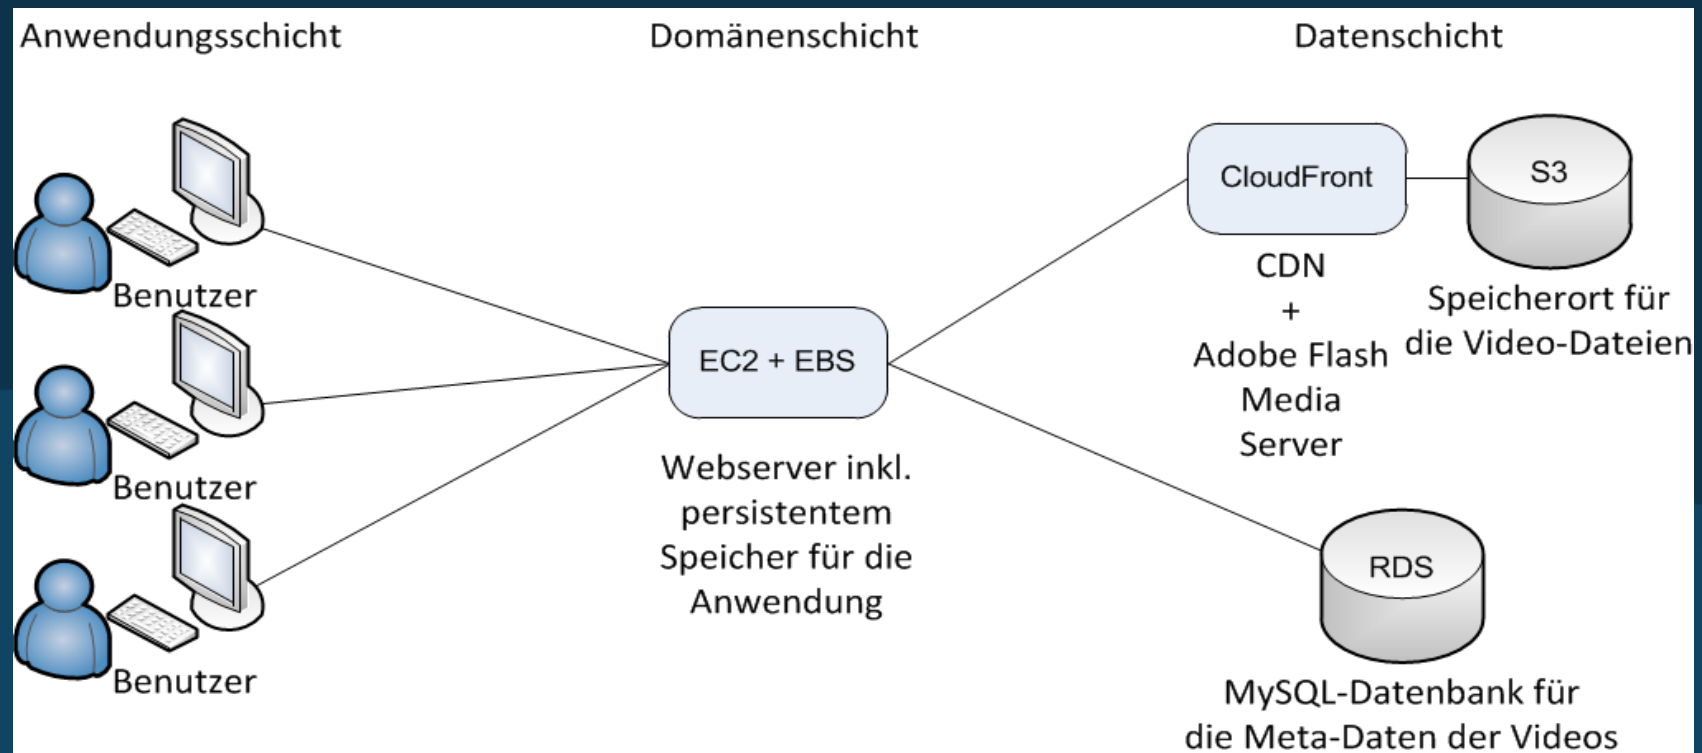 Anwendungsschicht
Domänenschicht
Datenschicht
Benutzer
Benutzer
Benutzer
EC2 + EBS
Webserver inkl.
persistentem
Speicher für die
Anwendung
CloudFront
CDN
+
Adobe Flash
Media
Server
S3
Speicherort für
die Video-Dateien
RDS
MySQL-Datenbank für
die Meta-Daten der Videos